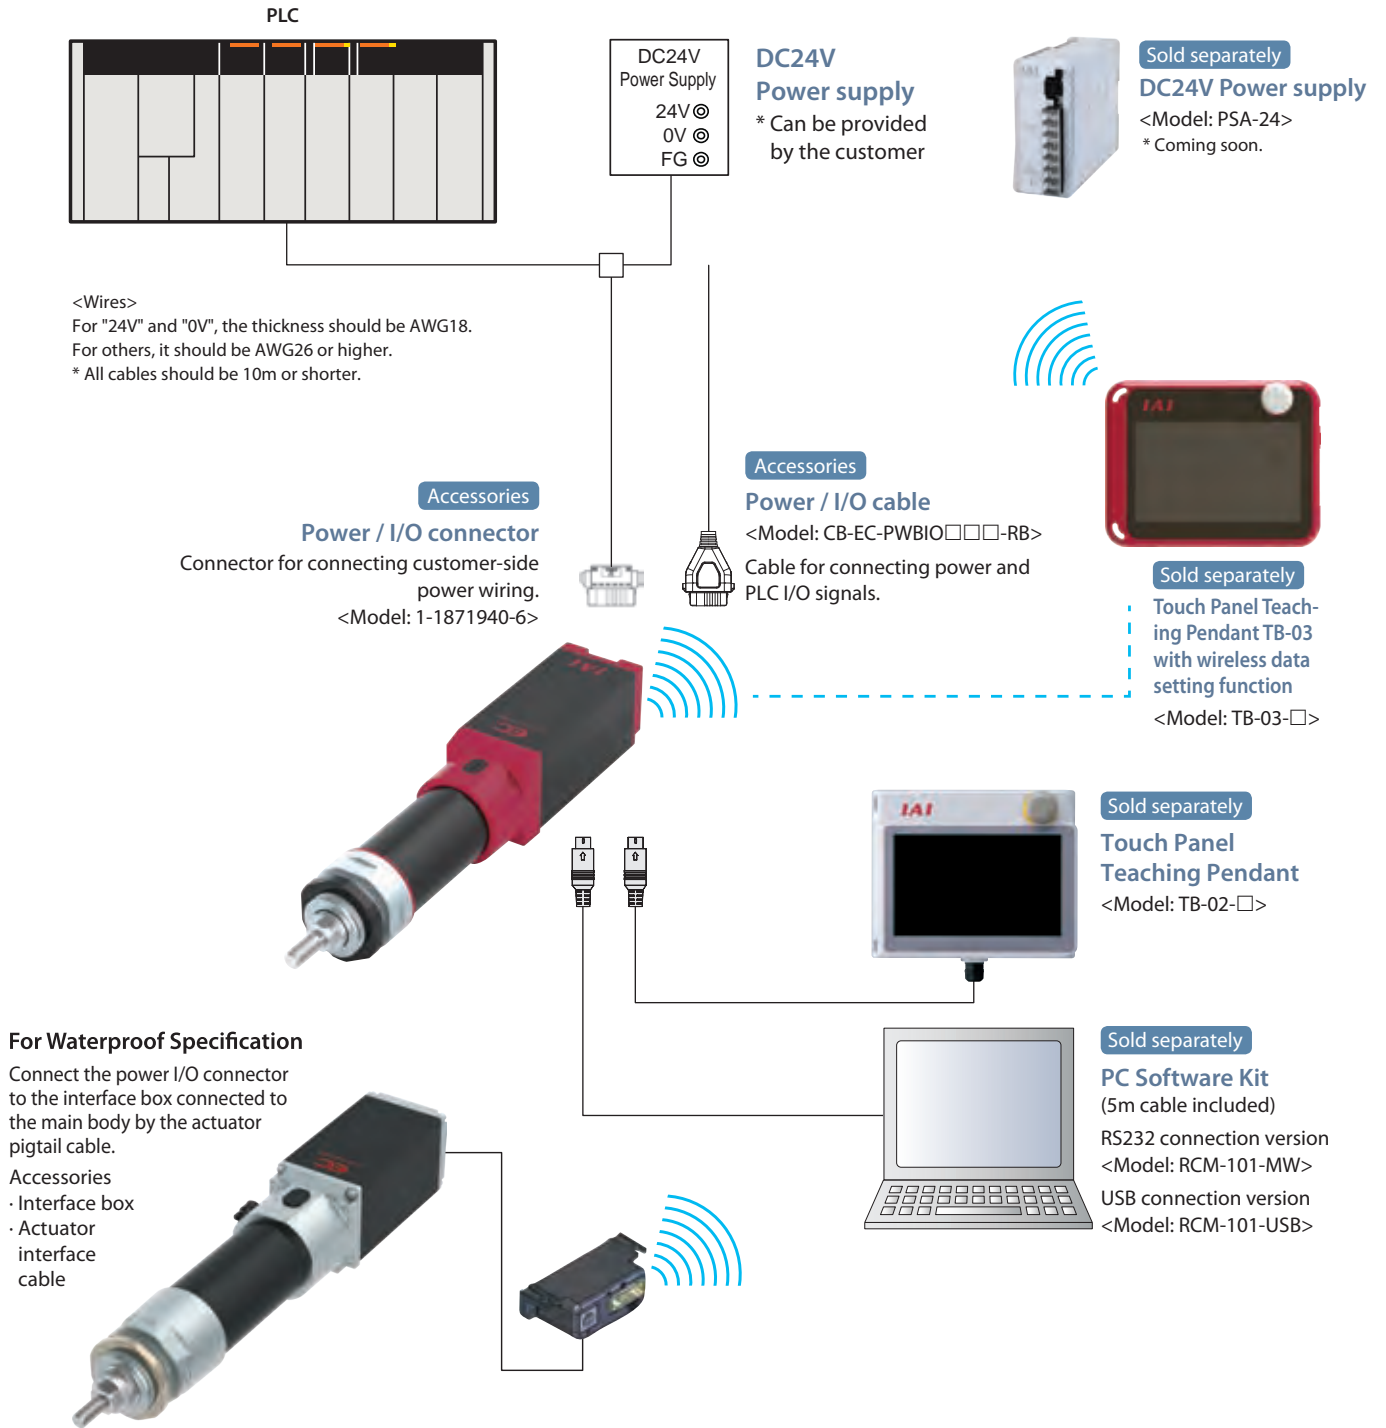 PLC
DC24V
Power Supply
24V
0V
FG
DC24V
Power supply
* Can be provided
by the customer
Sold separately
DC24V Power supply
<Model: PSA-24>
* Coming soon.
<Wires>
For "24V" and "0V", the thickness should be AWG18.
For others, it should be AWG26 or higher.
* All cables should be 10m or shorter.
IAI
Accessories
Power / I/O connector
Connector for connecting customer-side
power wiring.
<Model: 1-1871940-6>
Accessories
Power / I/O cable
<Model: CB-EC-PWBIO□□□-RB>
Cable for connecting power and
PLC I/O signals.
Sold separately
Touch Panel Teach-
ing Pendant TB-03
with wireless data
setting function
<Model: TB-03-□>
IAI
EC
IAI
Sold separately
Touch Panel
Teaching Pendant
<Model: TB-02-□>
For Waterproof Specification
Connect the power I/O connector
to the interface box connected to
the main body by the actuator
pigtail cable.
Accessories
· Interface box
· Actuator
interface
cable
EC
Sold separately
PC Software Kit
(5m cable included)
RS232 connection version
<Model: RCM-101-MW>
USB connection version
<Model: RCM-101-USB>